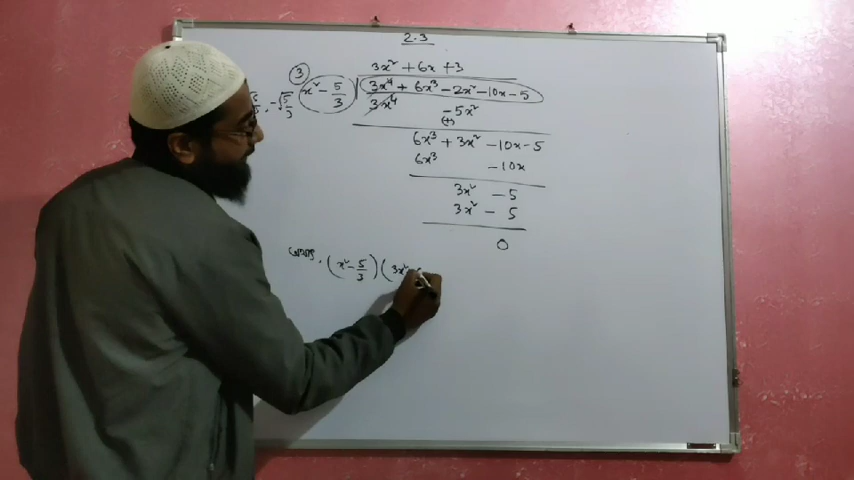 2.3
3x² + 6x + 3
③ x² - 5/3 ) 3x⁴ + 6x³ - 2x² - 10x - 5
, -√5/3
3x⁴ - 5x²
(+)
6x³ + 3x² - 10x - 5
6x³ - 10x
3x² - 5
3x² - 5
0
(x² - 5/3) (3x²